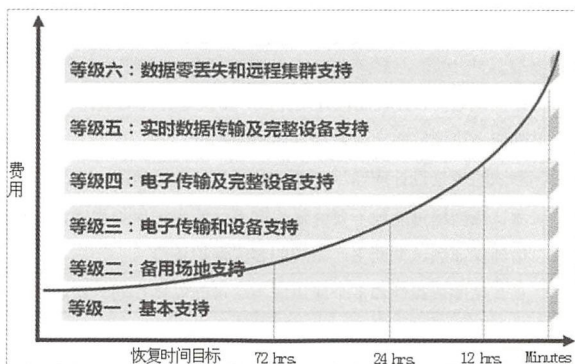 等级六：数据零丢失和远程集群支持
等级五：实时数据传输及完整设备支持
等级四：电子传输及完整设备支持
费用
等级三：电子传输和设备支持
等级二：备用场地支持
等级一：基本支持
恢复时间目标 72 hrs 24 hrs 12 hrs Minutes